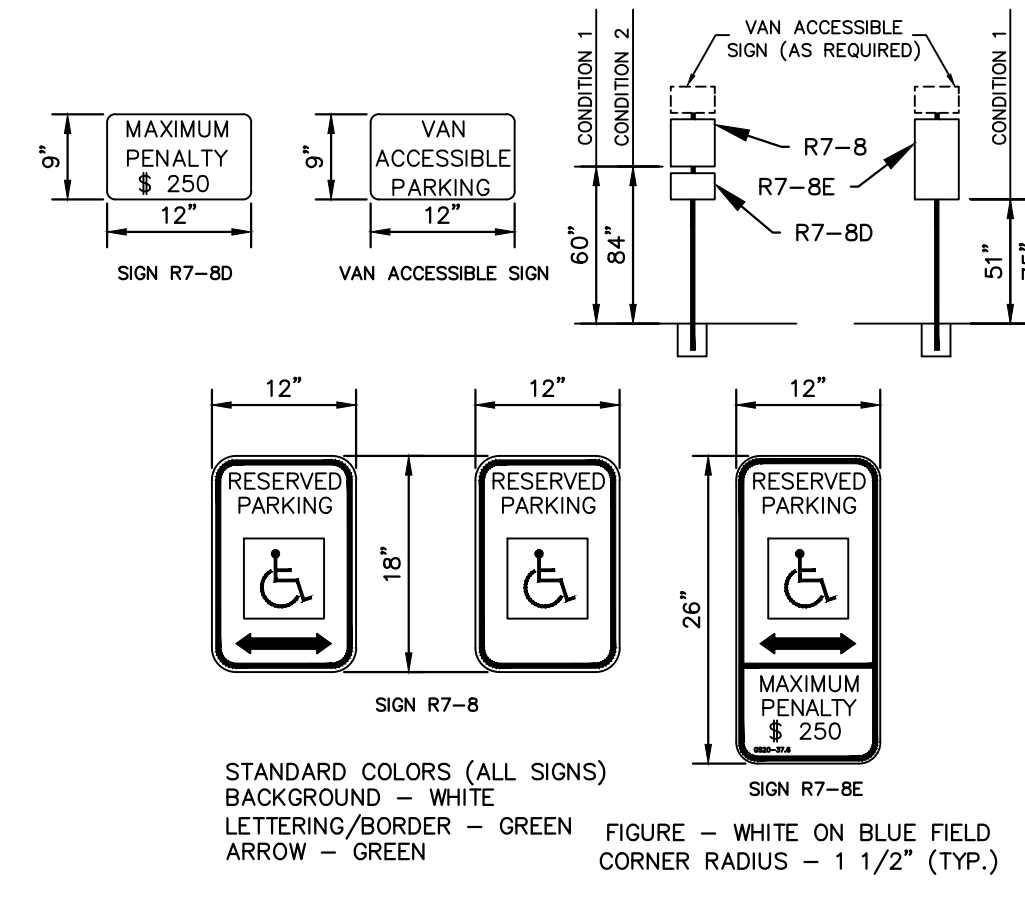 MAXIMUM
PENALTY
$ 250
9"
12"
SIGN R7-8D
VAN
ACCESSIBLE
PARKING
9"
12"
VAN ACCESSIBLE SIGN
CONDITION 1
CONDITION 2
VAN ACCESSIBLE
SIGN (AS REQUIRED)
CONDITION 1
R7-8
R7-8E
R7-8D
60"
84"
51"
12"
RESERVED
PARKING
18"
12"
RESERVED
PARKING
SIGN R7-8
12"
RESERVED
PARKING
26"
MAXIMUM
PENALTY
$ 250
GS20-37.6
SIGN R7-8E
STANDARD COLORS (ALL SIGNS)
BACKGROUND - WHITE
LETTERING/BORDER - GREEN
ARROW - GREEN
FIGURE - WHITE ON BLUE FIELD
CORNER RADIUS - 1 1/2" (TYP.)